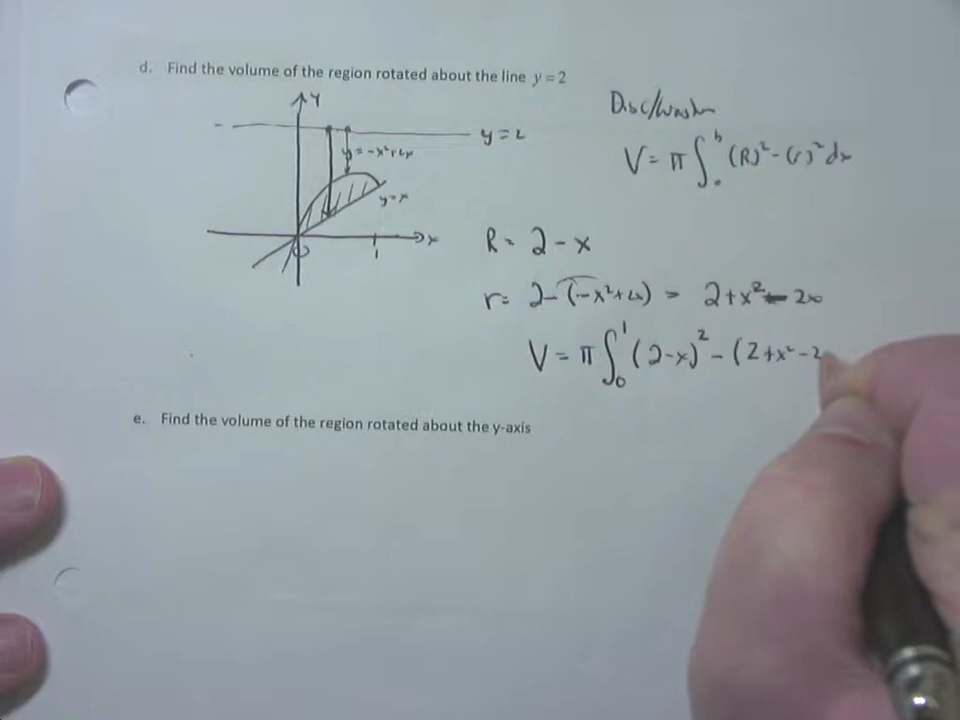 d. Find the volume of the region rotated about the line y = 2
Y
y = 2
y = -x²+2x
y = x
x
1
Disc/Washer
V = π ∫ (R)² - (r)² dx
R = 2 - x
r = 2 - (-x²+2x) = 2 + x² - 2x
V = π ∫₀¹ (2-x)² - (2+x²-2
e. Find the volume of the region rotated about the y-axis